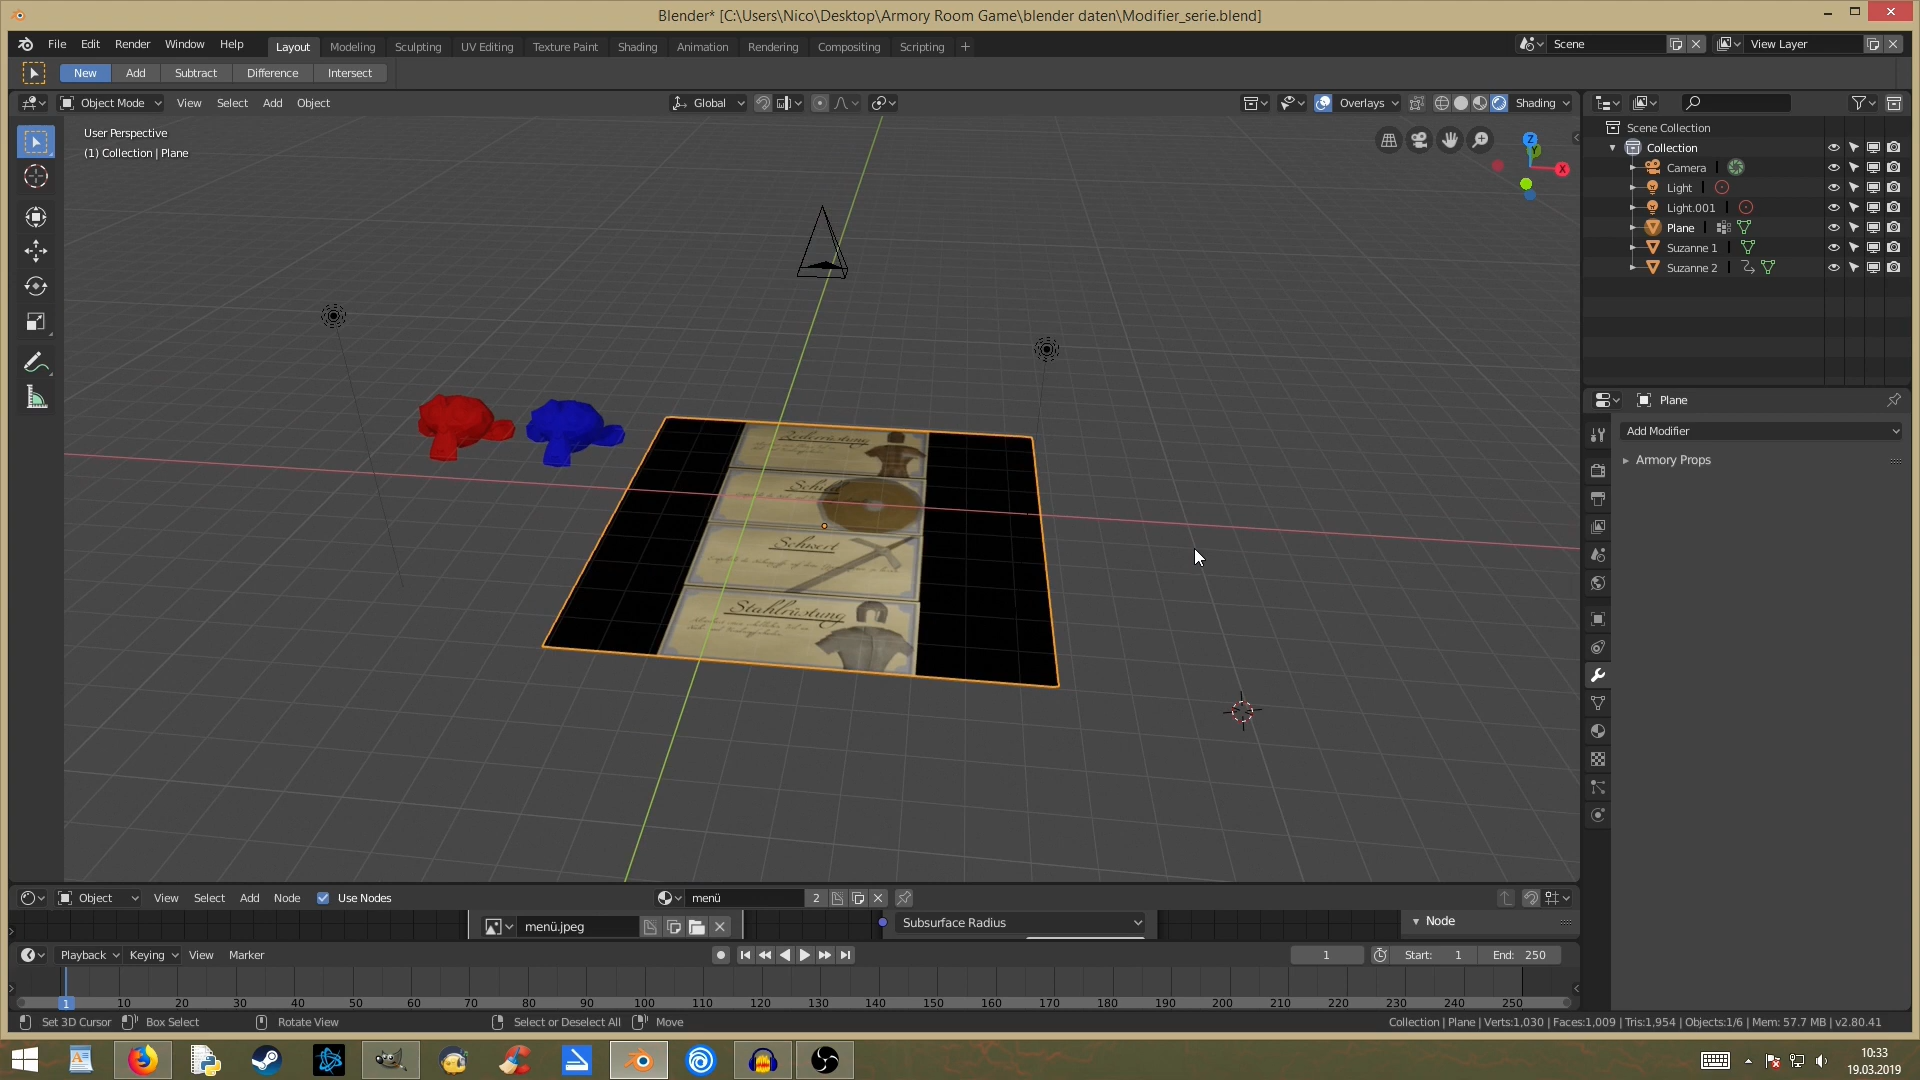 Blender* [C:\Users\Nico\Desktop\Armory Room Game\blender daten\Modifier_serie.blend]
File Edit Render Window Help Layout Modeling Sculpting UV Editing Texture Paint Shading Animation Rendering Compositing Scripting + Scene View Layer
New Add Subtract Difference Intersect
Object Mode View Select Add Object Global Overlays Shading
User Perspective
(1) Collection | Plane
Z
X
Scene Collection
Collection
Camera
Light
Light.001
Plane
Suzanne 1
Suzanne 2
Plane
Add Modifier
Armory Props
Schild
Schwert
Stahlrüstung
Object View Select Add Node Use Nodes menü 2
menü.jpeg Subsurface Radius Node
Playback Keying View Marker 1 Start: 1 End: 250
1 10 20 30 40 50 60 70 80 90 100 110 120 130 140 150 160 170 180 190 200 210 220 230 240 250
Set 3D Cursor Box Select Rotate View Select or Deselect All Move Collection | Plane | Verts:1,030 | Faces:1,009 | Tris:1,954 | Objects:1/6 | Mem: 57.7 MB | v2.80.41
10:33
19.03.2019